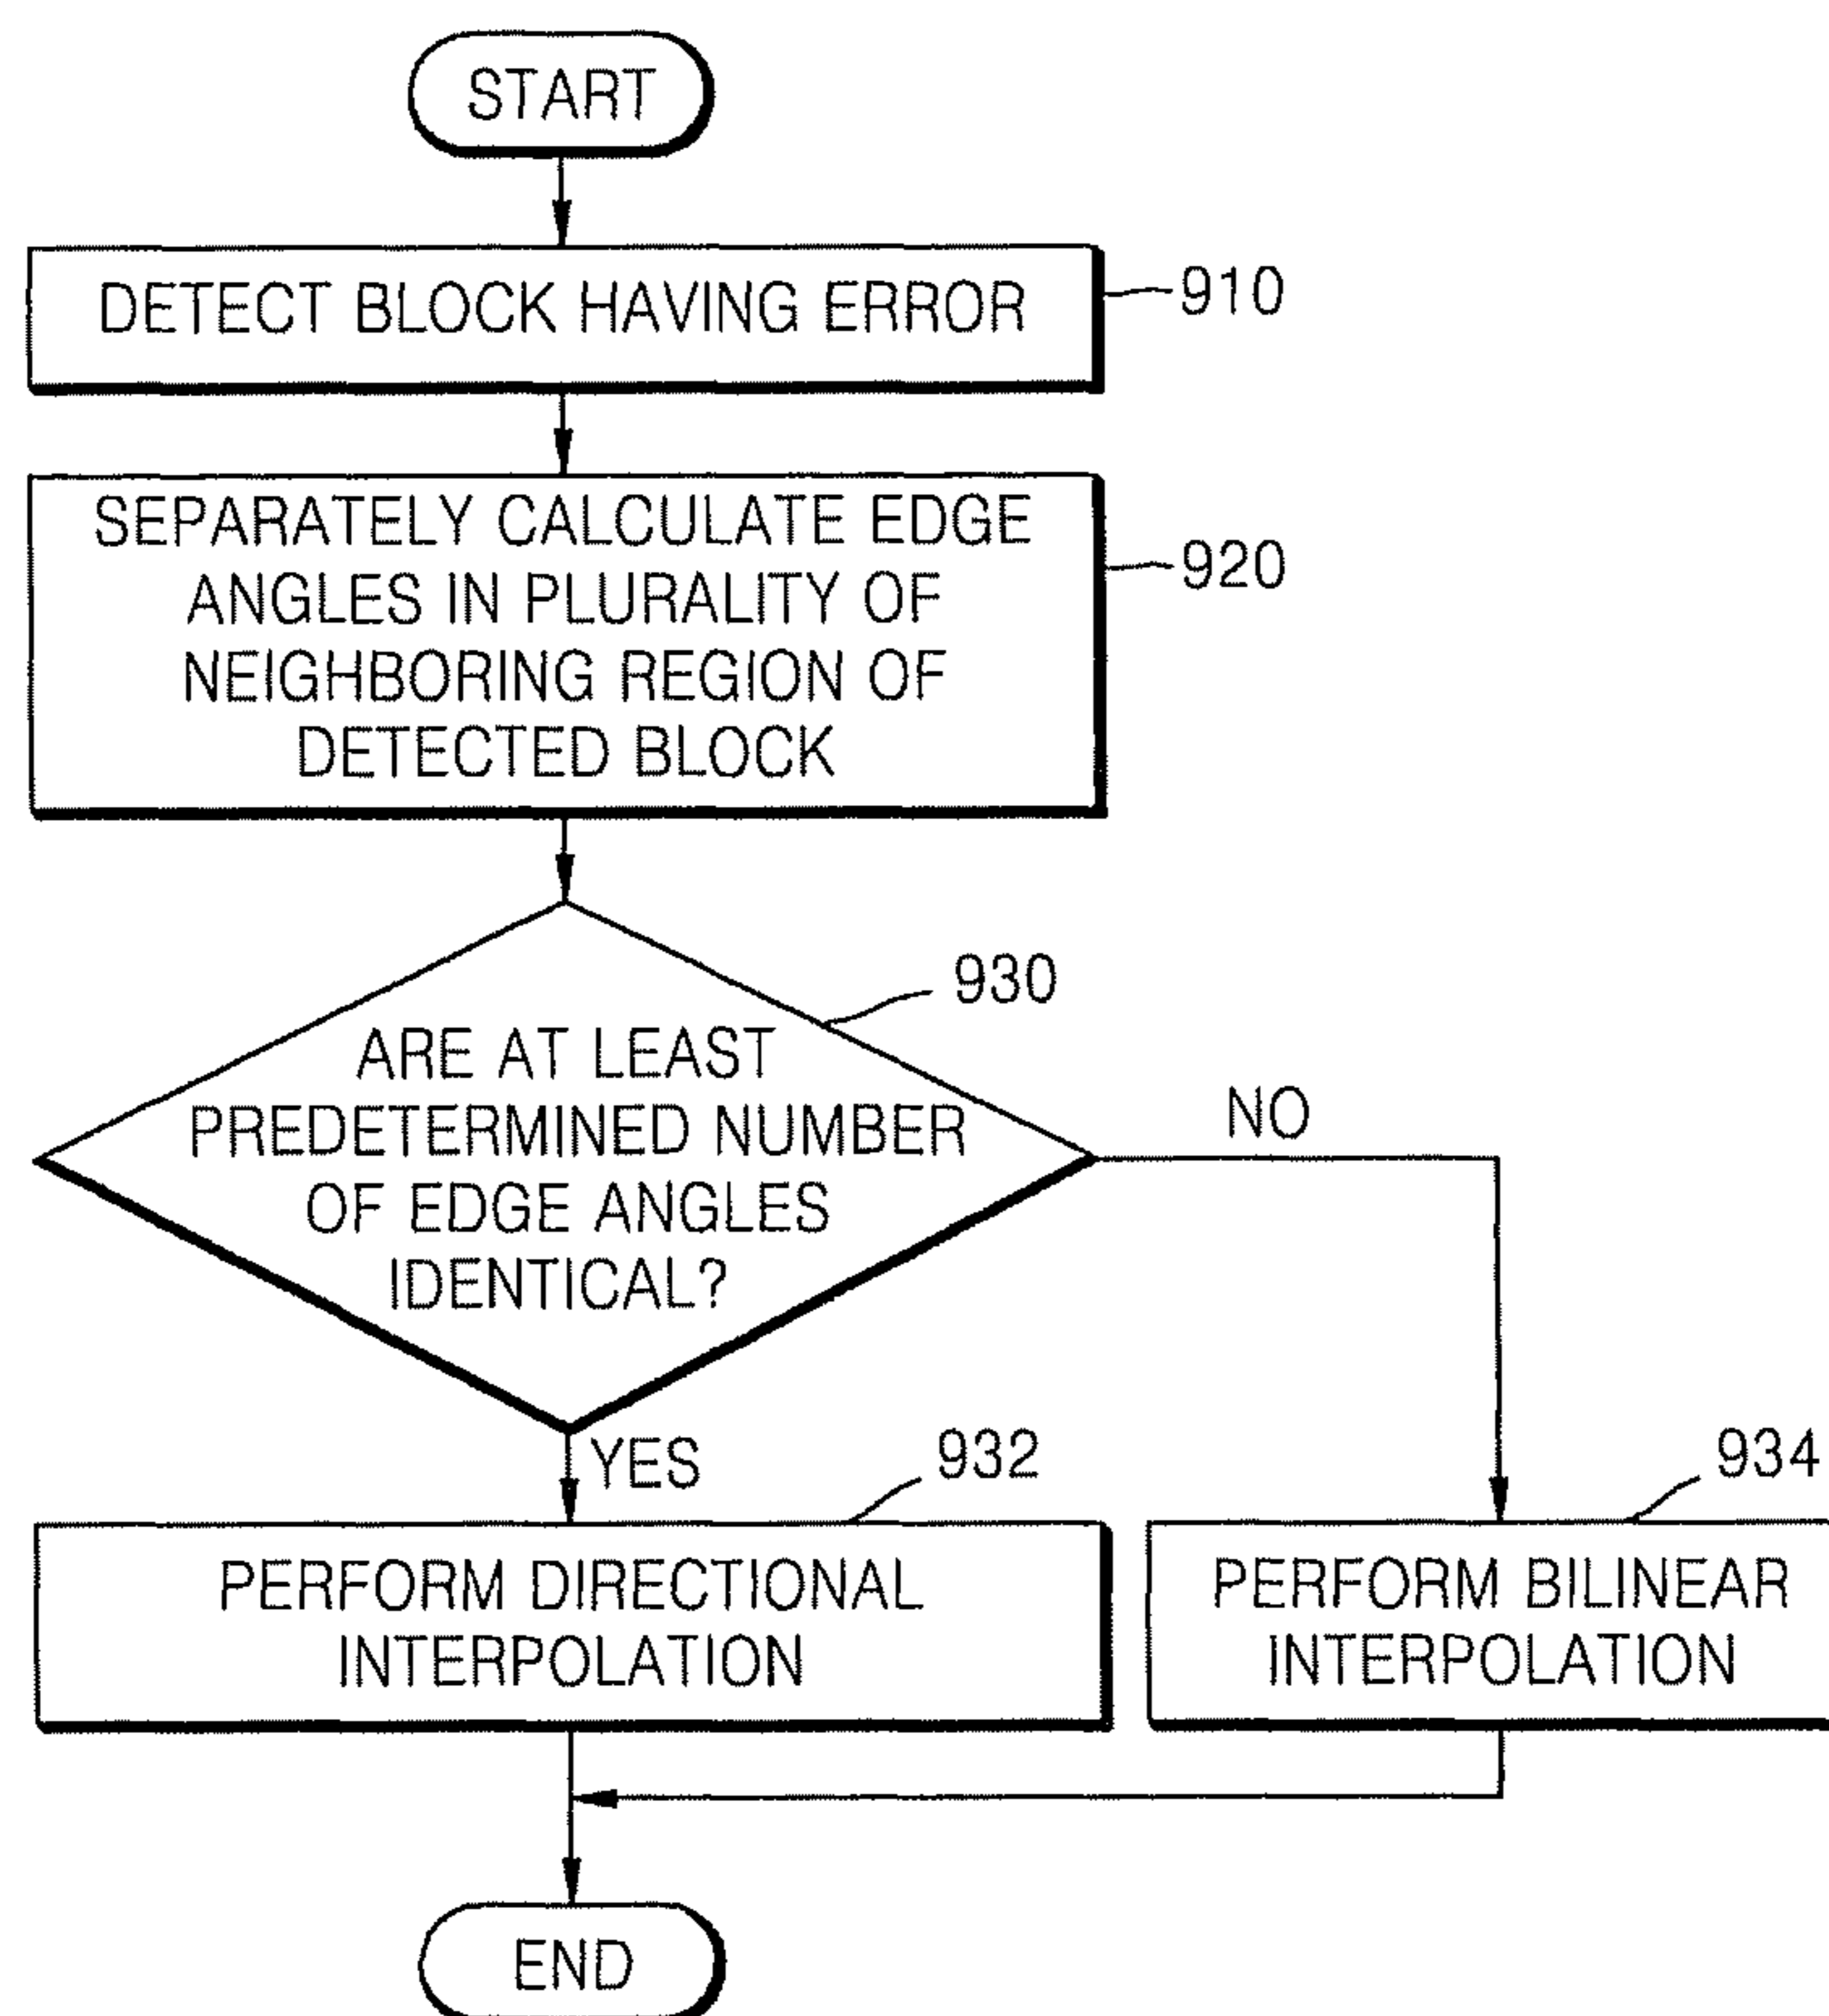 START
DETECT BLOCK HAVING ERROR
910
SEPARATELY CALCULATE EDGE
ANGLES IN PLURALITY OF
NEIGHBORING REGION OF
DETECTED BLOCK
920
930
ARE AT LEAST
PREDETERMINED NUMBER
OF EDGE ANGLES
IDENTICAL?
NO
YES
932
934
PERFORM DIRECTIONAL
INTERPOLATION
PERFORM BILINEAR
INTERPOLATION
END